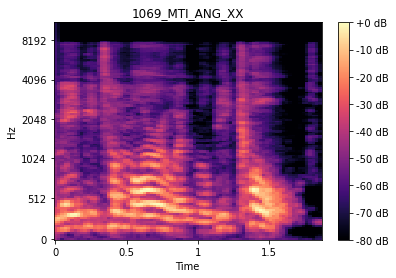 1069_MTI_ANG_XX
+0 dB
8192
-10 dB
4096
-20 dB
-30 dB
2048
Hz
-40 dB
1024
-50 dB
512
-60 dB
-70 dB
0
-80 dB
0
0.5
1
1.5
Time